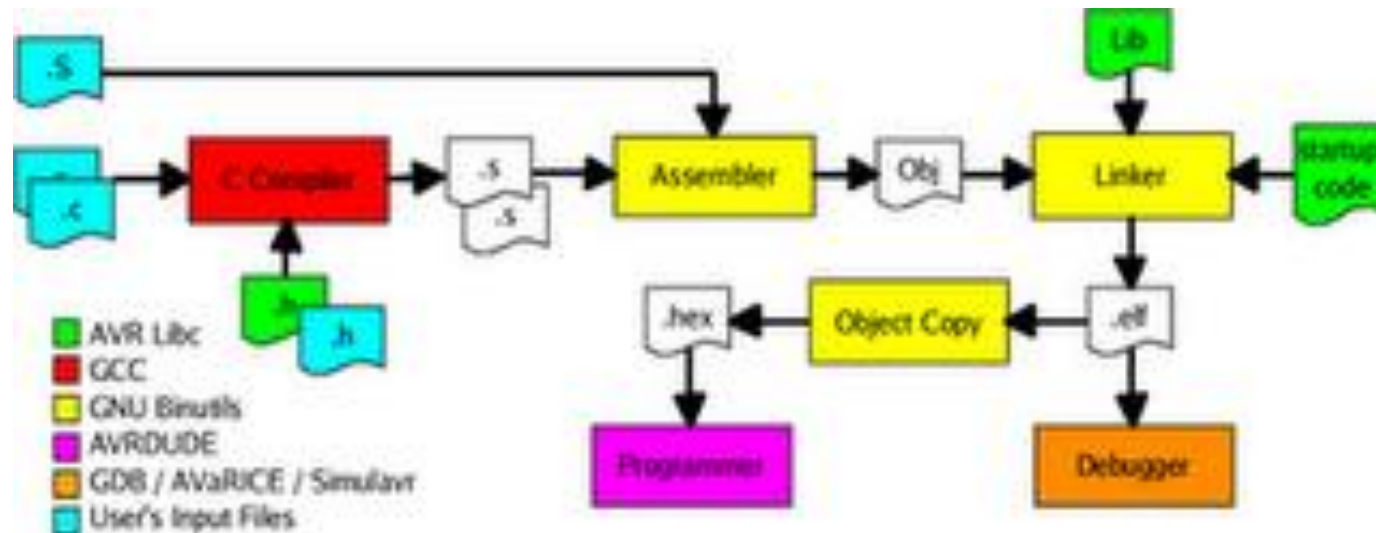 .S
Lib
.c
C Compiler
.s
.s
Assembler
Obj
Linker
startup
code
.h
.h
.hex
Object Copy
.elf
Programmer
Debugger
AVR Libc
GCC
GNU Binutils
AVRDUDE
GDB / AVaRICE / Simulavr
User's Input Files